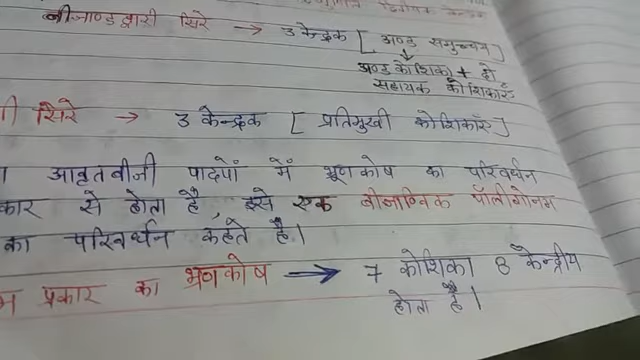 बीजाण्डद्वारी सिरे → 3 केन्द्रक [ अण्ड समुच्चय ]
अण्ड कोशिका + दो
सहायक कोशिकाएँ
सिरे → 3 केन्द्रक [ प्रतिमुखी कोशिकाएँ ]
आवृतबीजी पादपों में भ्रूणकोष का परिवर्धन
से होता है, इसे एक बीजाण्विक पॉलीगोनम
का परिवर्धन कहते है।
प्रकार का भ्रूणकोष → 7 कोशिका 8 केन्द्रीय
होता है।